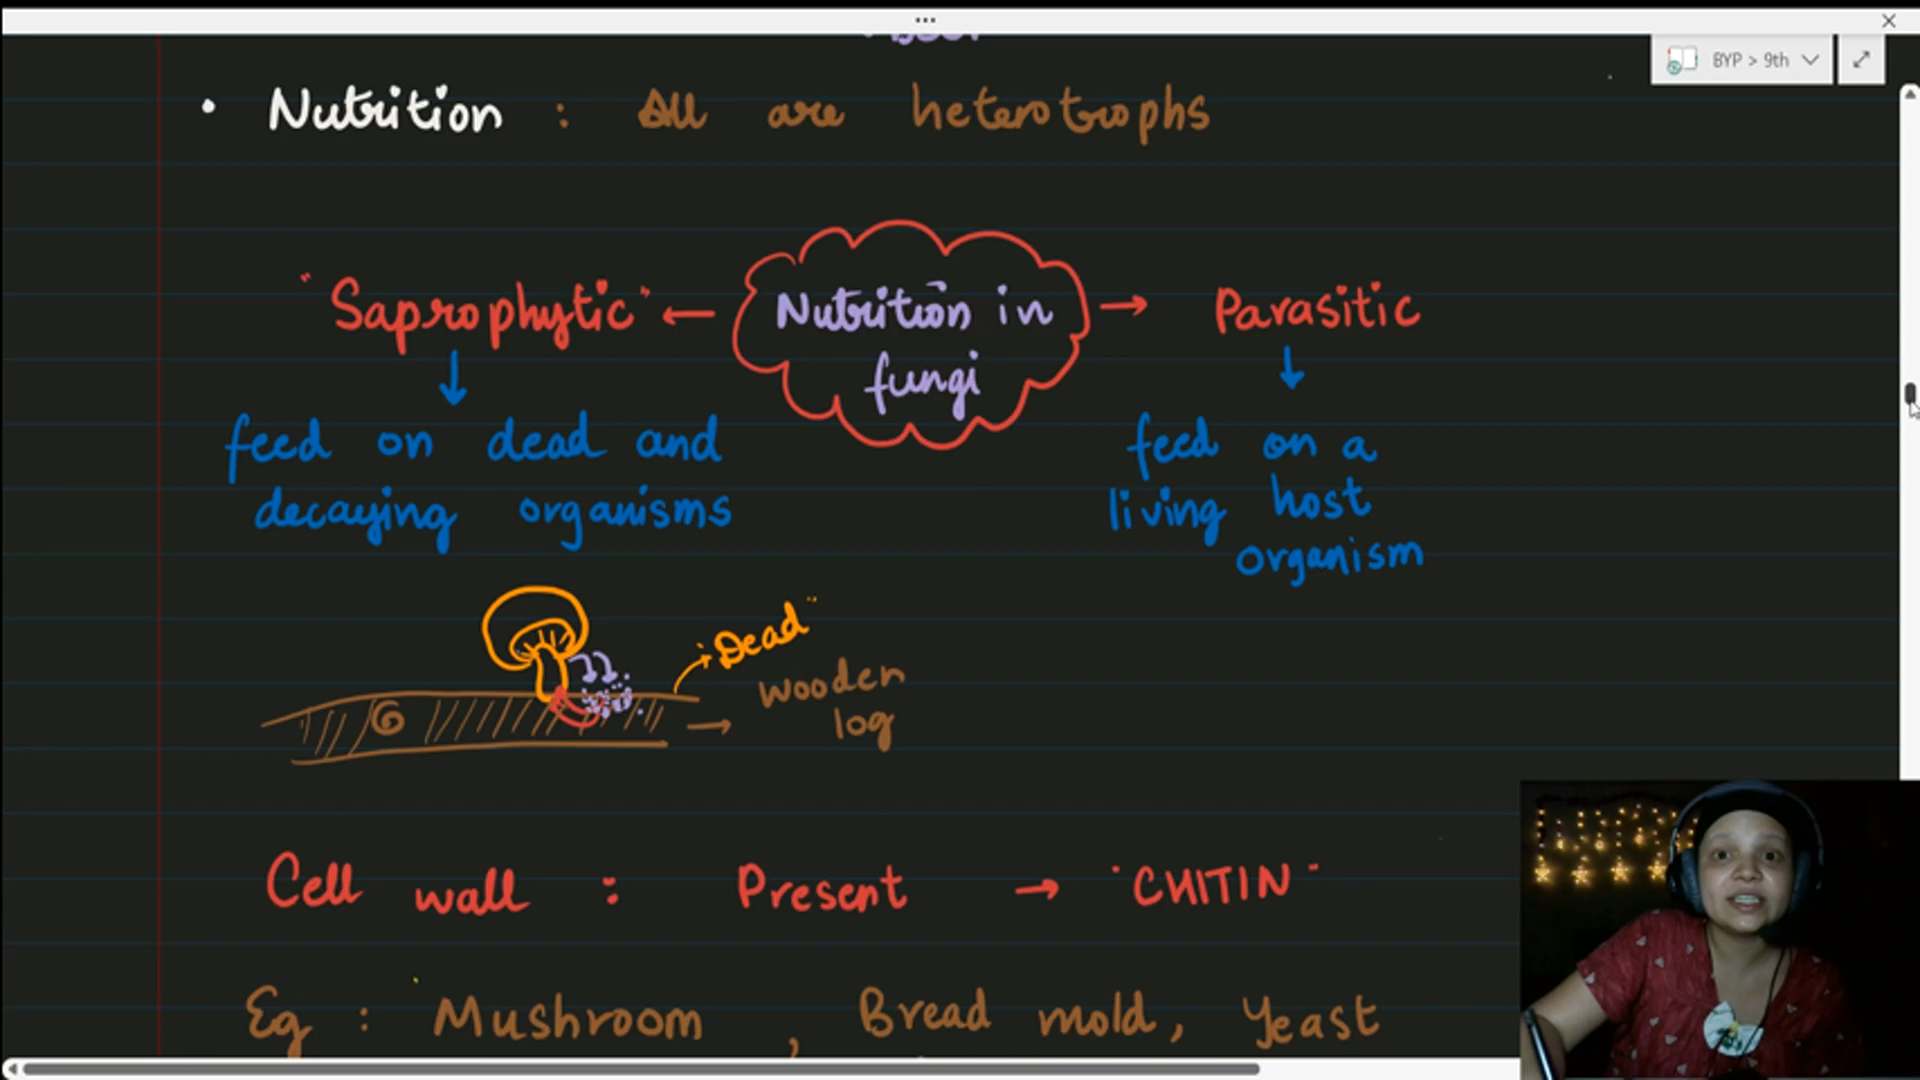 BYP > 9th
• Nutrition : All are heterotrophs
"Saprophytic" ← Nutrition in fungi → Parasitic
feed on dead and
decaying organisms
feed on a
living host
organism
"Dead"
wooden
log
Cell wall : Present → "CHITIN"
Eg : Mushroom , Bread mold, Yeast